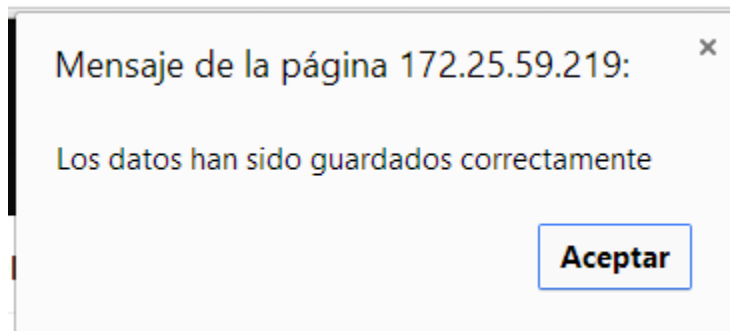 Mensaje de la página 172.25.59.219:
Los datos han sido guardados correctamente
Aceptar